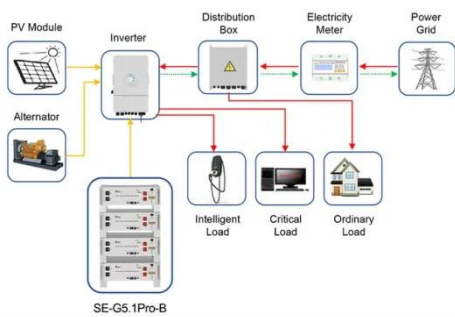 PV Module
Inverter
Distribution
Box
Electricity
Meter
Power
Grid
Alternator
Intelligent
Load
Critical
Load
Ordinary
Load
SE-G5.1Pro-B